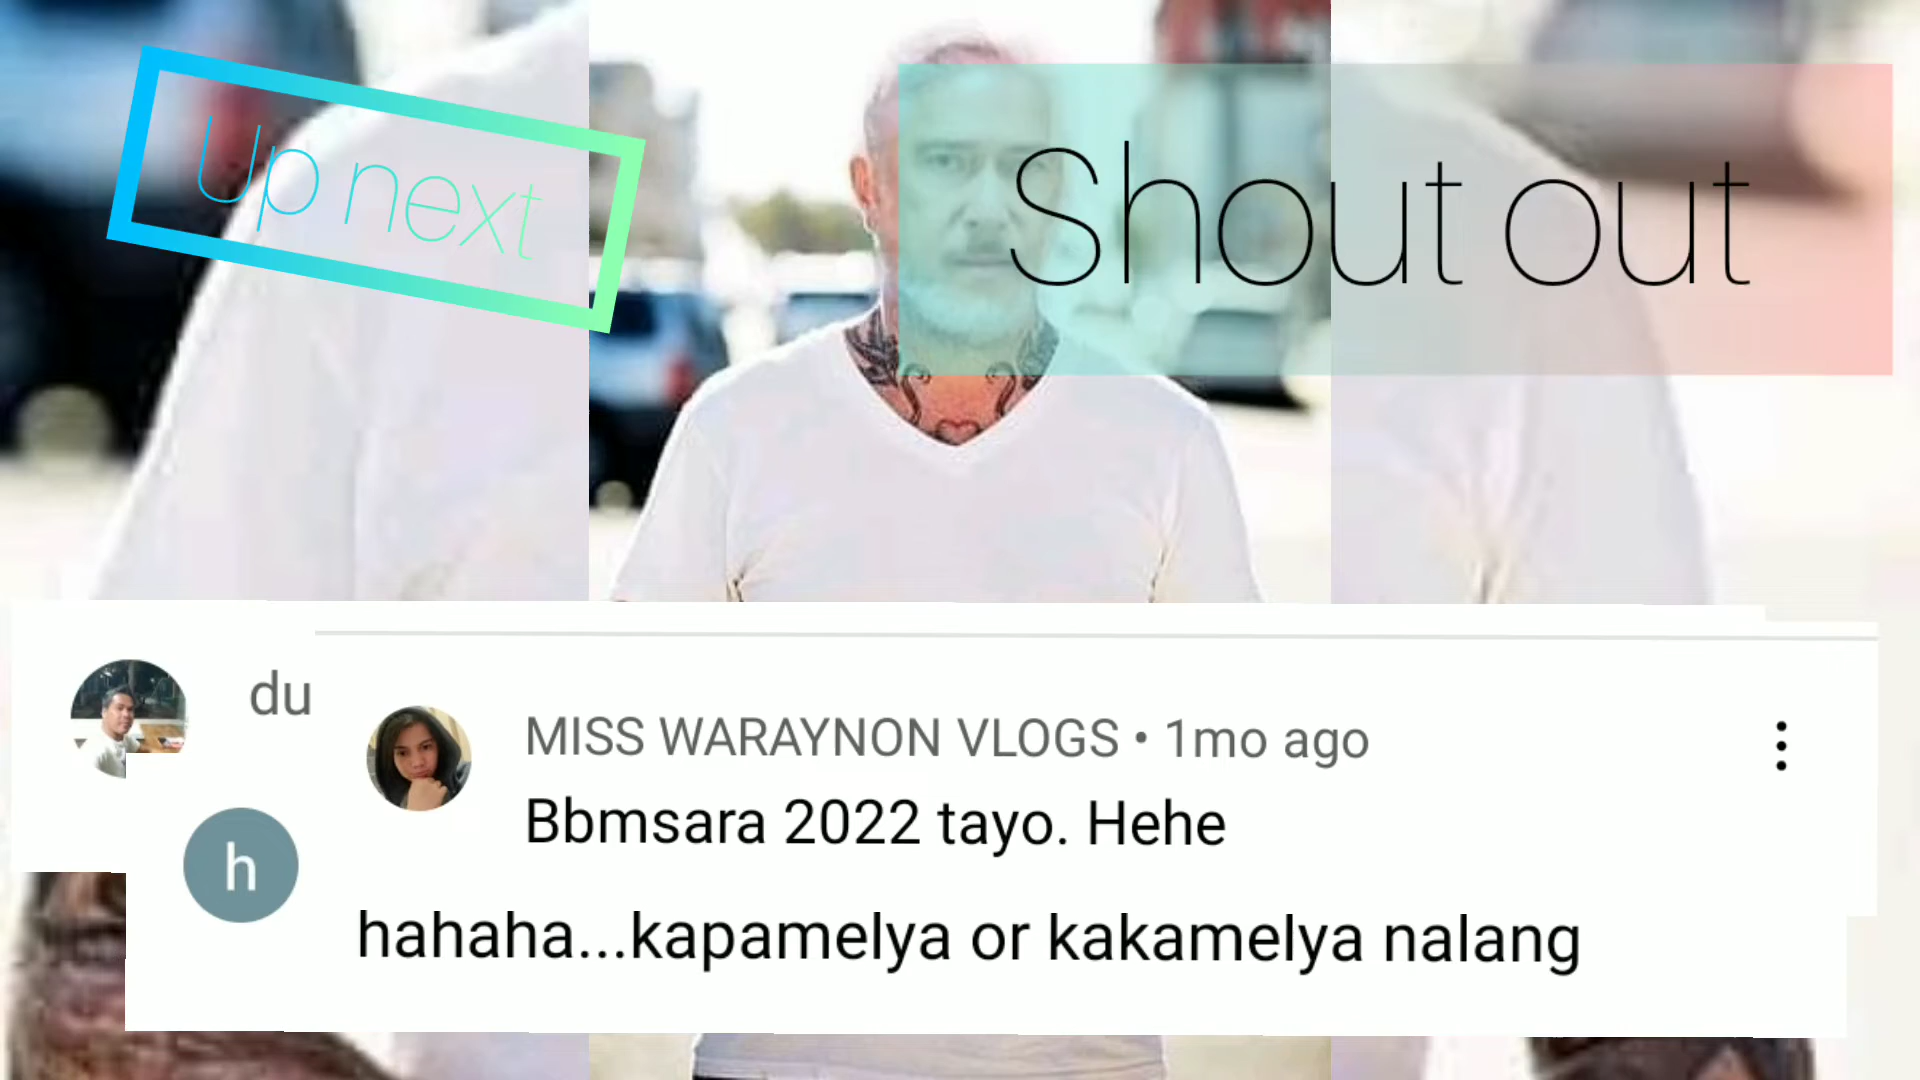 Up next
Shout out
du
MISS WARAYNON VLOGS • 1mo ago
Bbmsara 2022 tayo. Hehe
h
hahaha...kapamelya or kakamelya nalang